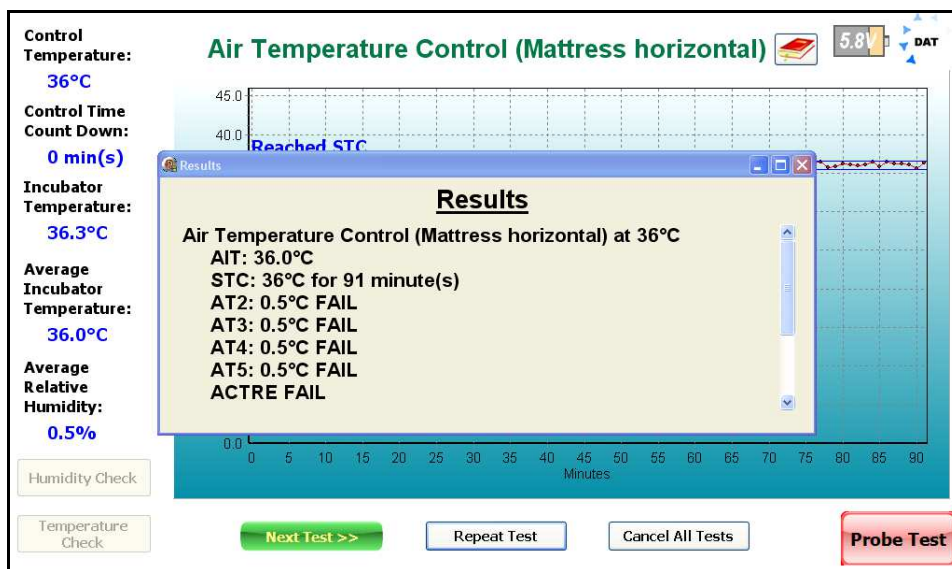 Control
Temperature:
36°C
Control Time
Count Down:
0 min(s)
Incubator
Temperature:
36.3°C
Average
Incubator
Temperature:
36.0°C
Average
Relative
Humidity:
0.5%
Humidity Check
Temperature
Check
Air Temperature Control (Mattress horizontal)
5.8V
DAT
45.0
40.0
Reached STC
Results
Results
Air Temperature Control (Mattress horizontal) at 36°C
AIT: 36.0°C
STC: 36°C for 91 minute(s)
AT2: 0.5°C FAIL
AT3: 0.5°C FAIL
AT4: 0.5°C FAIL
AT5: 0.5°C FAIL
ACTRE FAIL
0.0
0 5 10 15 20 25 30 35 40 45 50 55 60 65 70 75 80 85 90
Minutes
Next Test >>
Repeat Test
Cancel All Tests
Probe Test